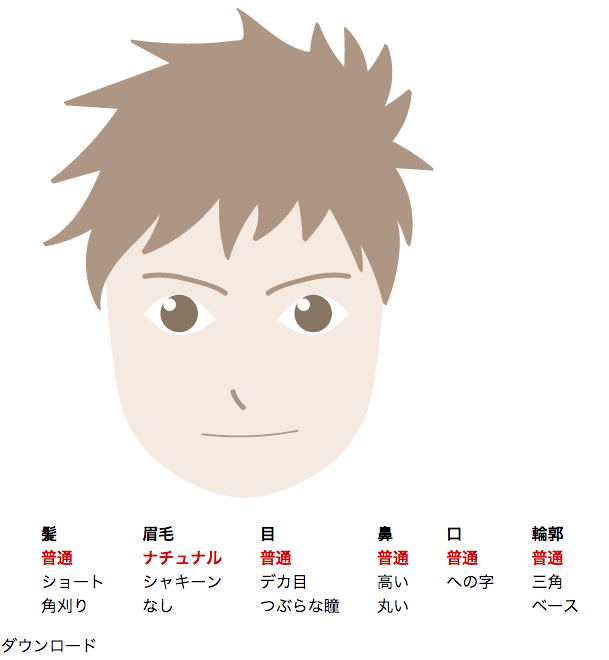 髪 眉毛 目 鼻 口 輪郭
普通 ナチュナル 普通 普通 普通 普通
ショート シャキーン デカ目 高い への字 三角
角刈り なし つぶらな瞳 丸い ベース
ダウンロード